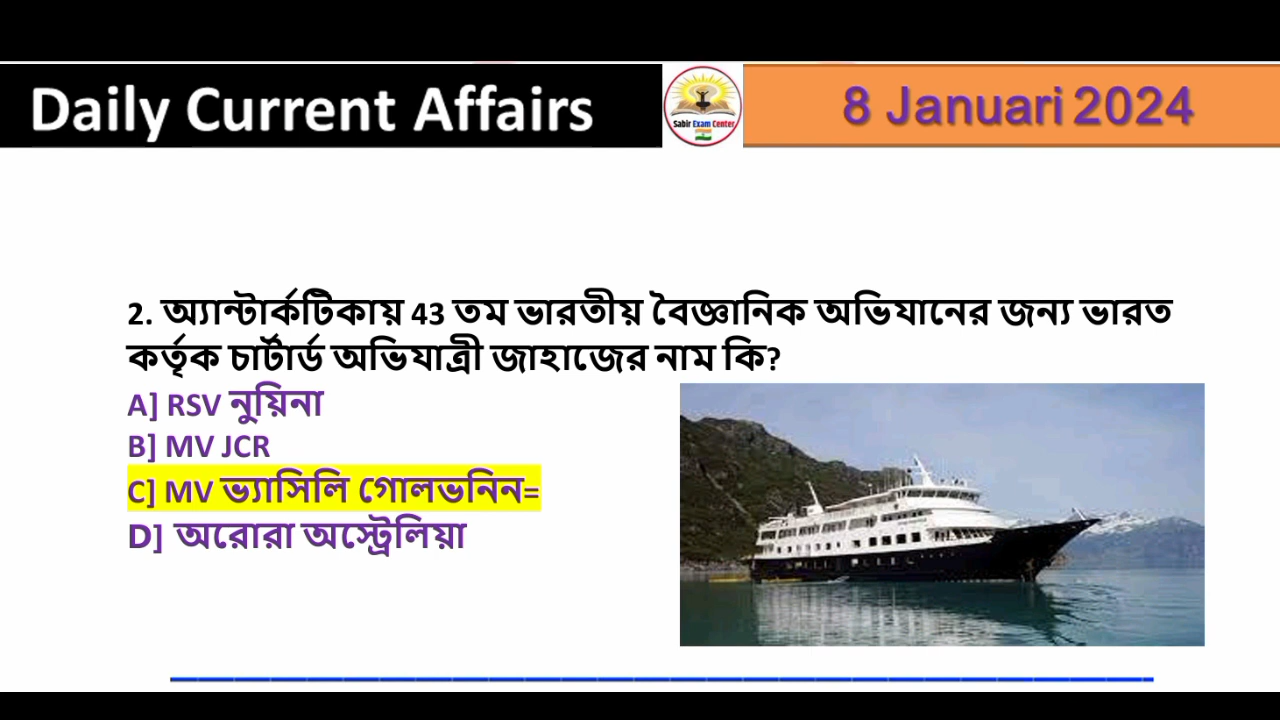 Daily Current Affairs
Sabir Exam Center
8 Januari 2024
2. অ্যান্টার্কটিকায় 43 তম ভারতীয় বৈজ্ঞানিক অভিযানের জন্য ভারত
কর্তৃক চার্টার্ড অভিযাত্রী জাহাজের নাম কি?
A] RSV নুয়িনা
B] MV JCR
C] MV ভ্যাসিলি গোলভনিন=
D] অরোরা অস্ট্রেলিয়া